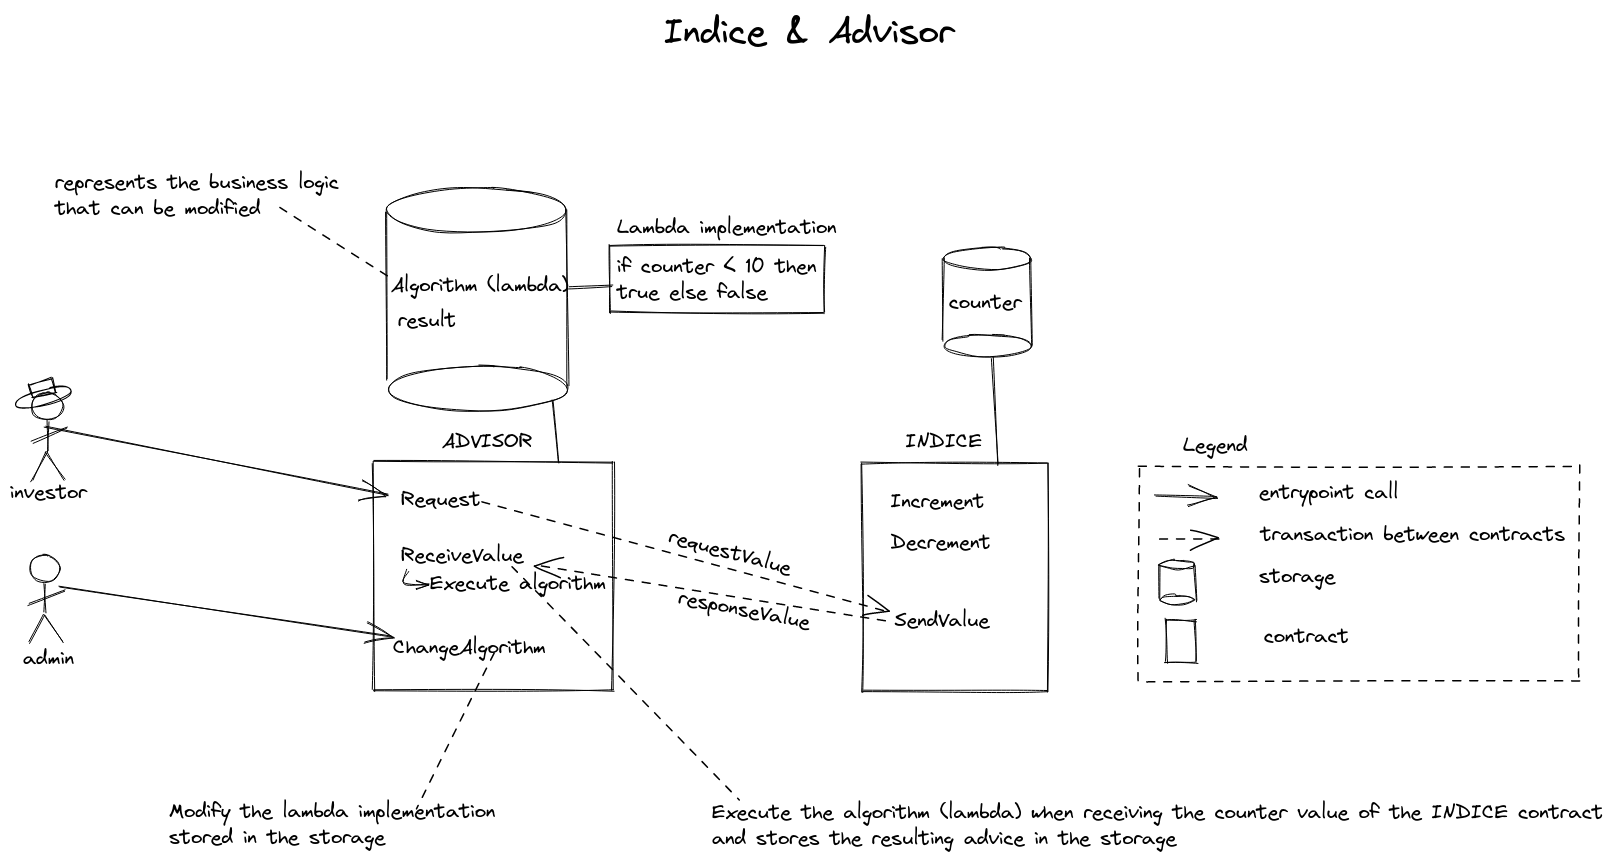 Indice & Advisor
represents the business logic
that can be modified
Lambda implementation
if counter < 10 then
true else false
Algorithm (lambda)
result
counter
investor
admin
ADVISOR
Request
ReceiveValue
Execute algorithm
ChangeAlgorithm
requestValue
responseValue
INDICE
Increment
Decrement
SendValue
Legend
entrypoint call
transaction between contracts
storage
contract
Modify the lambda implementation
stored in the storage
Execute the algorithm (lambda) when receiving the counter value of the INDICE contract
and stores the resulting advice in the storage